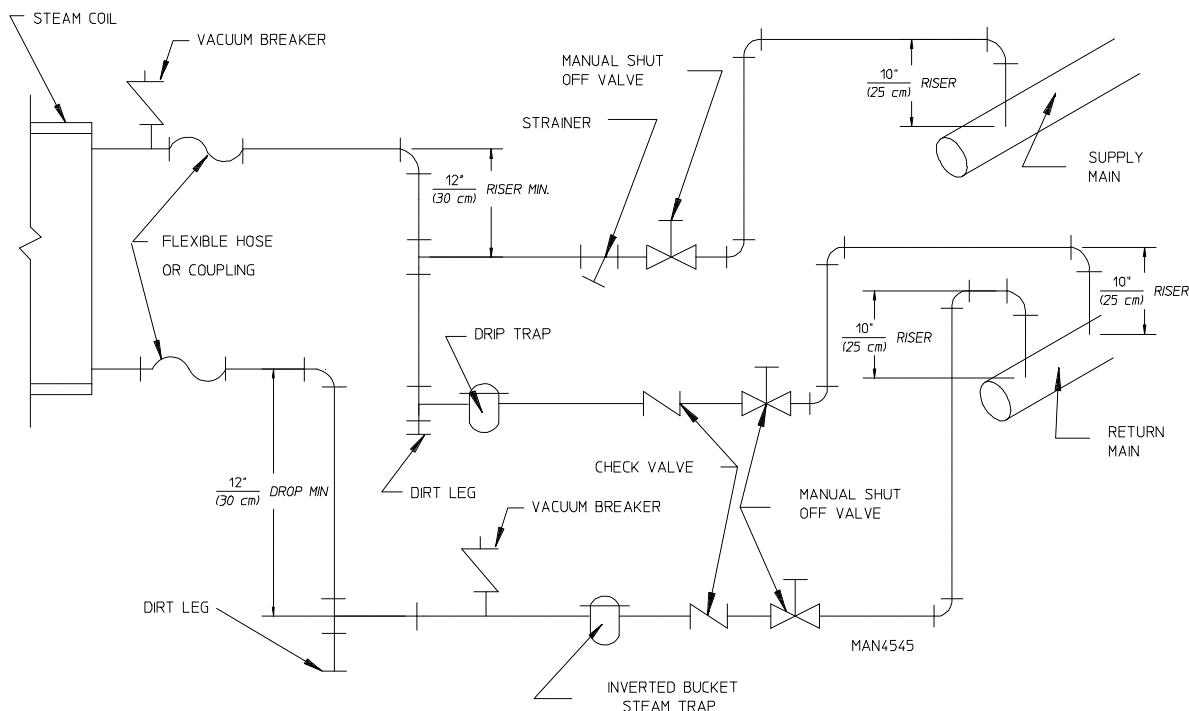 STEAM COIL
VACUUM BREAKER
MANUAL SHUT
OFF VALVE
10"
(25 cm) RISER
STRAINER
SUPPLY
MAIN
12"
(30 cm) RISER MIN.
FLEXIBLE HOSE
OR COUPLING
10"
(25 cm) RISER
10"
(25 cm) RISER
DRIP TRAP
RETURN
MAIN
CHECK VALVE
12"
(30 cm) DROP MIN
DIRT LEG
MANUAL SHUT
OFF VALVE
VACUUM BREAKER
DIRT LEG
MAN4545
INVERTED BUCKET
STEAM TRAP